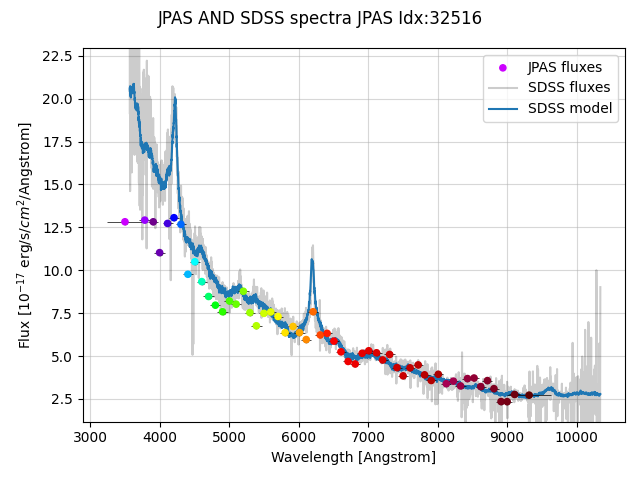 JPAS AND SDSS spectra JPAS Idx:32516
JPAS fluxes
SDSS fluxes
SDSS model
22.5
20.0
17.5
15.0
12.5
10.0
7.5
5.0
2.5
Flux [10⁻¹⁷ erg/s/cm²/Angstrom]
3000 4000 5000 6000 7000 8000 9000 10000
Wavelength [Angstrom]